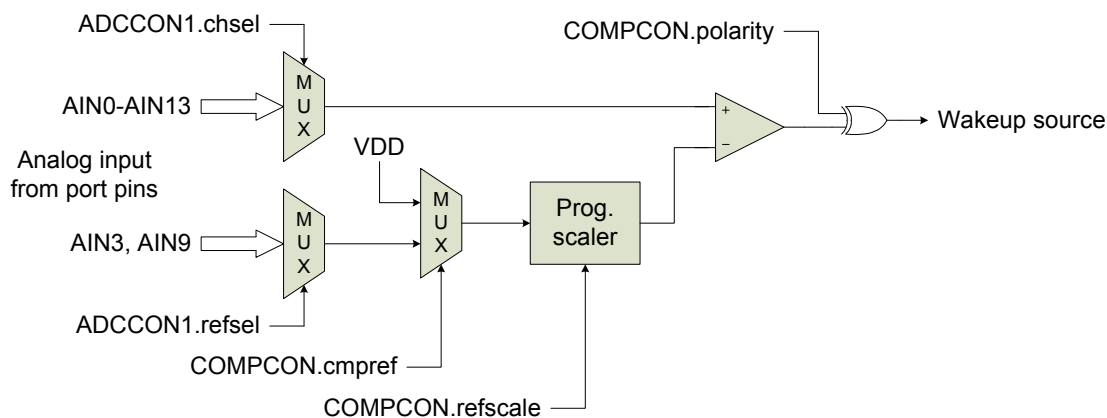 ADCCON1.chsel
COMPCON.polarity
M
U
X
AIN0-AIN13
+
−
Wakeup source
Analog input
from port pins
VDD
M
U
X
M
U
X
Prog.
scaler
AIN3, AIN9
ADCCON1.refsel
COMPCON.cmpref
COMPCON.refscale